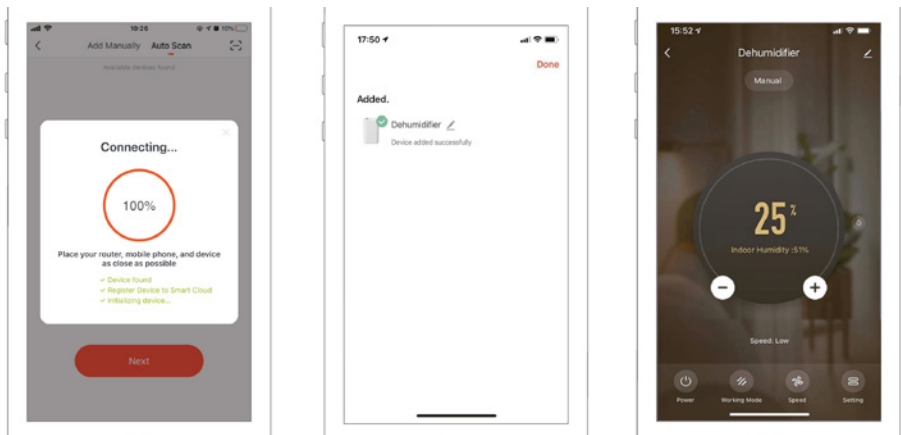 18:26
10%
Add Manually Auto Scan
Available devices found
Connecting...
100%
Place your router, mobile phone, and device
as close as possible
✓ Device found
✓ Register Device to Smart Cloud
✓ Initializing device...
Next
17:50
Done
Added.
Dehumidifier
Device added successfully
15:52
Dehumidifier
Manual
25%
Indoor Humidity :51%
Speed. Low
Power Working Mode Speed Setting